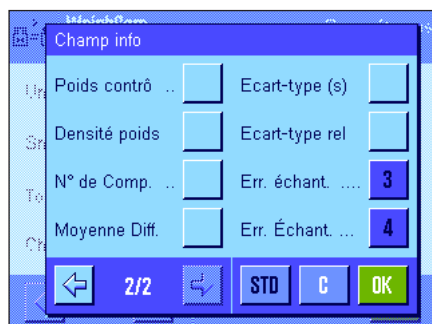 Champ info
Poids contrô ..
Ecart-type (s)
Densité poids
Ecart-type rel
N° de Comp. ..
Err. échant. ....
3
Moyenne Diff.
Err. Échant. ...
4
2/2
STD
C
OK